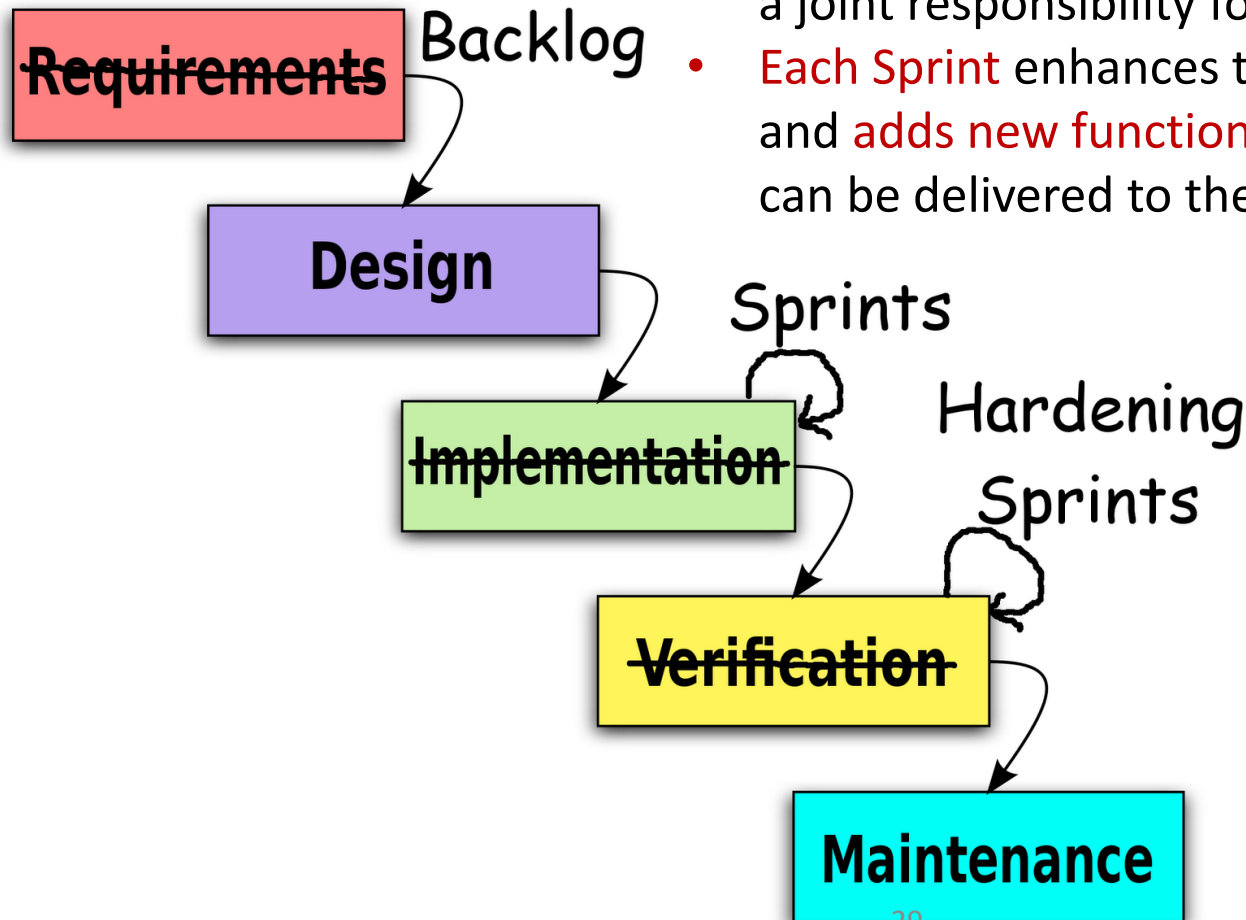 a joint responsibility fo
Requirements
Backlog
• Each Sprint enhances t
and adds new function
can be delivered to the
Design
Sprints
Implementation
Hardening
Sprints
Verification
Maintenance
29